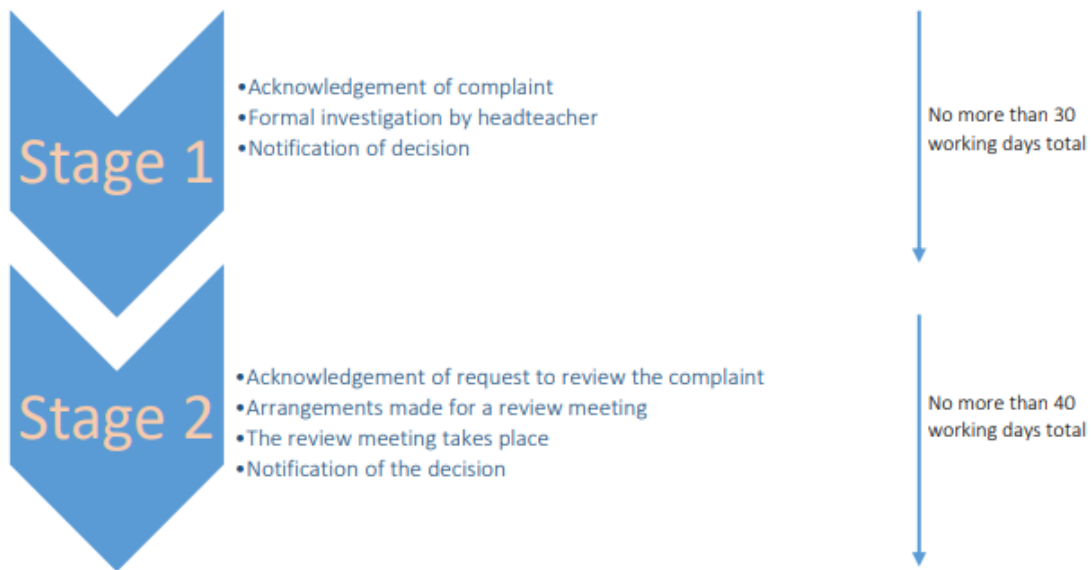 Stage 1
•Acknowledgement of complaint
•Formal investigation by headteacher
•Notification of decision
No more than 30
working days total
Stage 2
•Acknowledgement of request to review the complaint
•Arrangements made for a review meeting
•The review meeting takes place
•Notification of the decision
No more than 40
working days total